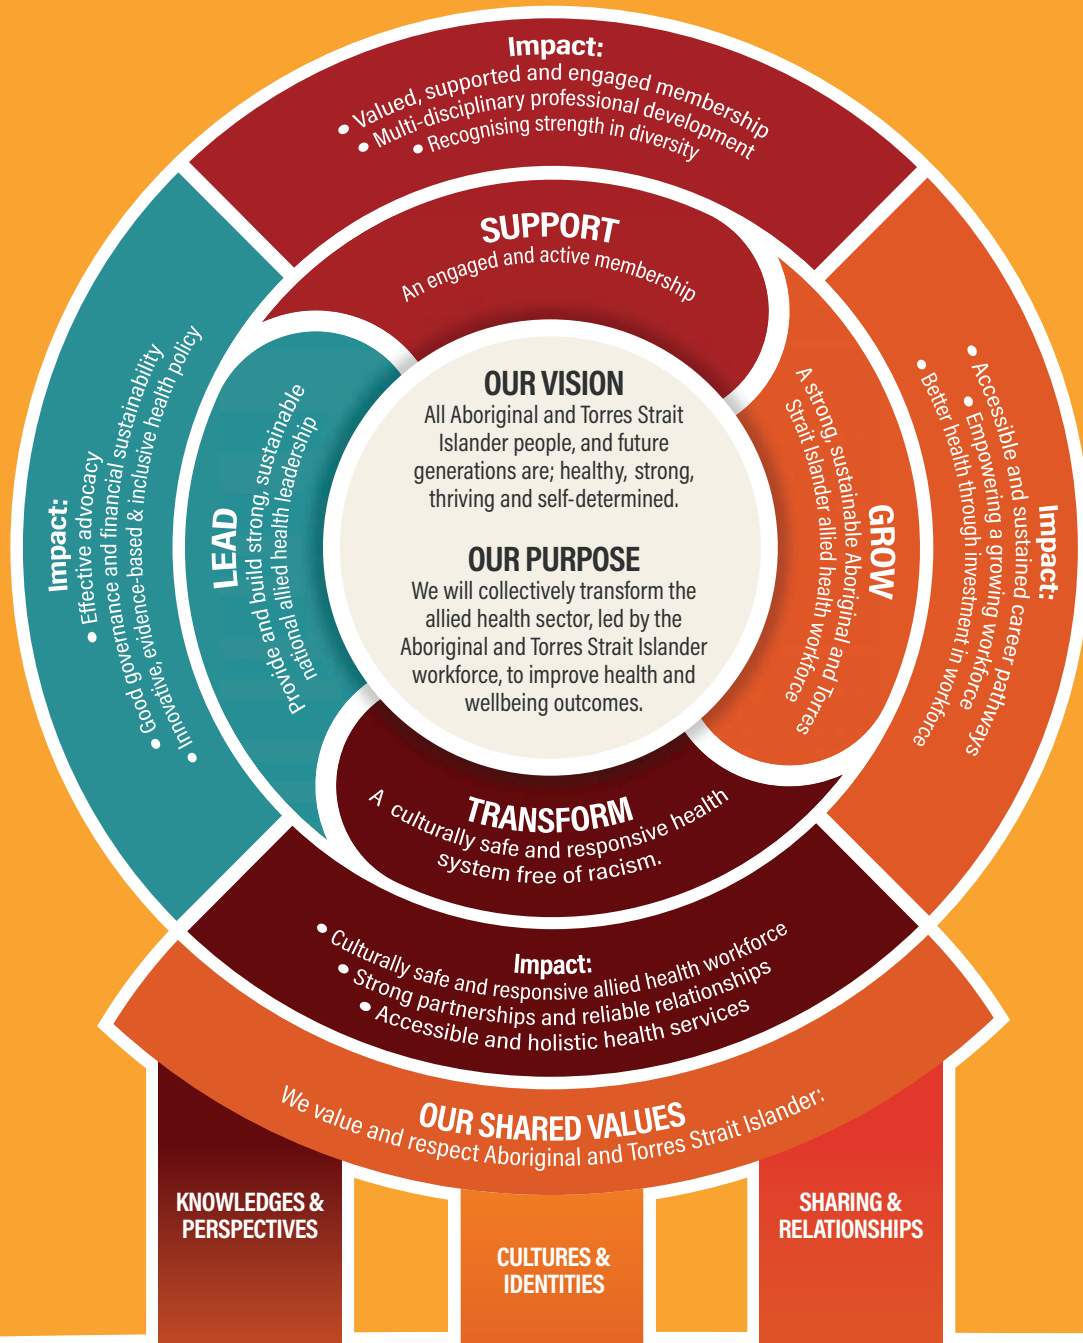 Impact:
• Valued, supported and engaged membership
• Multi-disciplinary professional development
• Recognising strength in diversity
SUPPORT
An engaged and active membership
Impact:
• Effective advocacy
• Good governance and financial sustainability
• Innovative, evidence-based & inclusive health policy
LEAD
Provide and build strong, sustainable
national allied health leadership
OUR VISION
All Aboriginal and Torres Strait
Islander people, and future
generations are; healthy, strong,
thriving and self-determined.
OUR PURPOSE
We will collectively transform the
allied health sector, led by the
Aboriginal and Torres Strait Islander
workforce, to improve health and
wellbeing outcomes.
GROW
A strong, sustainable Aboriginal and Torres
Strait Islander allied health workforce
Impact:
• Accessible and sustained career pathways
• Empowering a growing workforce
• Better health through investment in workforce
TRANSFORM
A culturally safe and responsive health
system free of racism.
Impact:
• Culturally safe and responsive allied health workforce
• Strong partnerships and reliable relationships
• Accessible and holistic health services
OUR SHARED VALUES
We value and respect Aboriginal and Torres Strait Islander:
KNOWLEDGES &
PERSPECTIVES
CULTURES &
IDENTITIES
SHARING &
RELATIONSHIPS